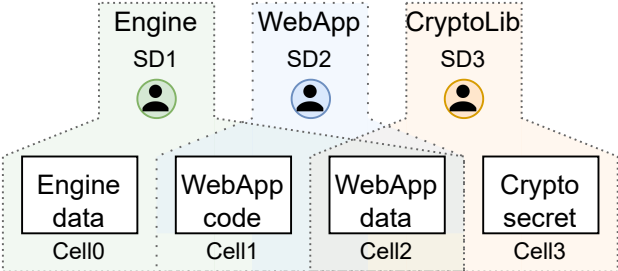 Engine WebApp CryptoLib
SD1 SD2 SD3
Engine data
WebApp code
WebApp data
Crypto secret
Cell0 Cell1 Cell2 Cell3